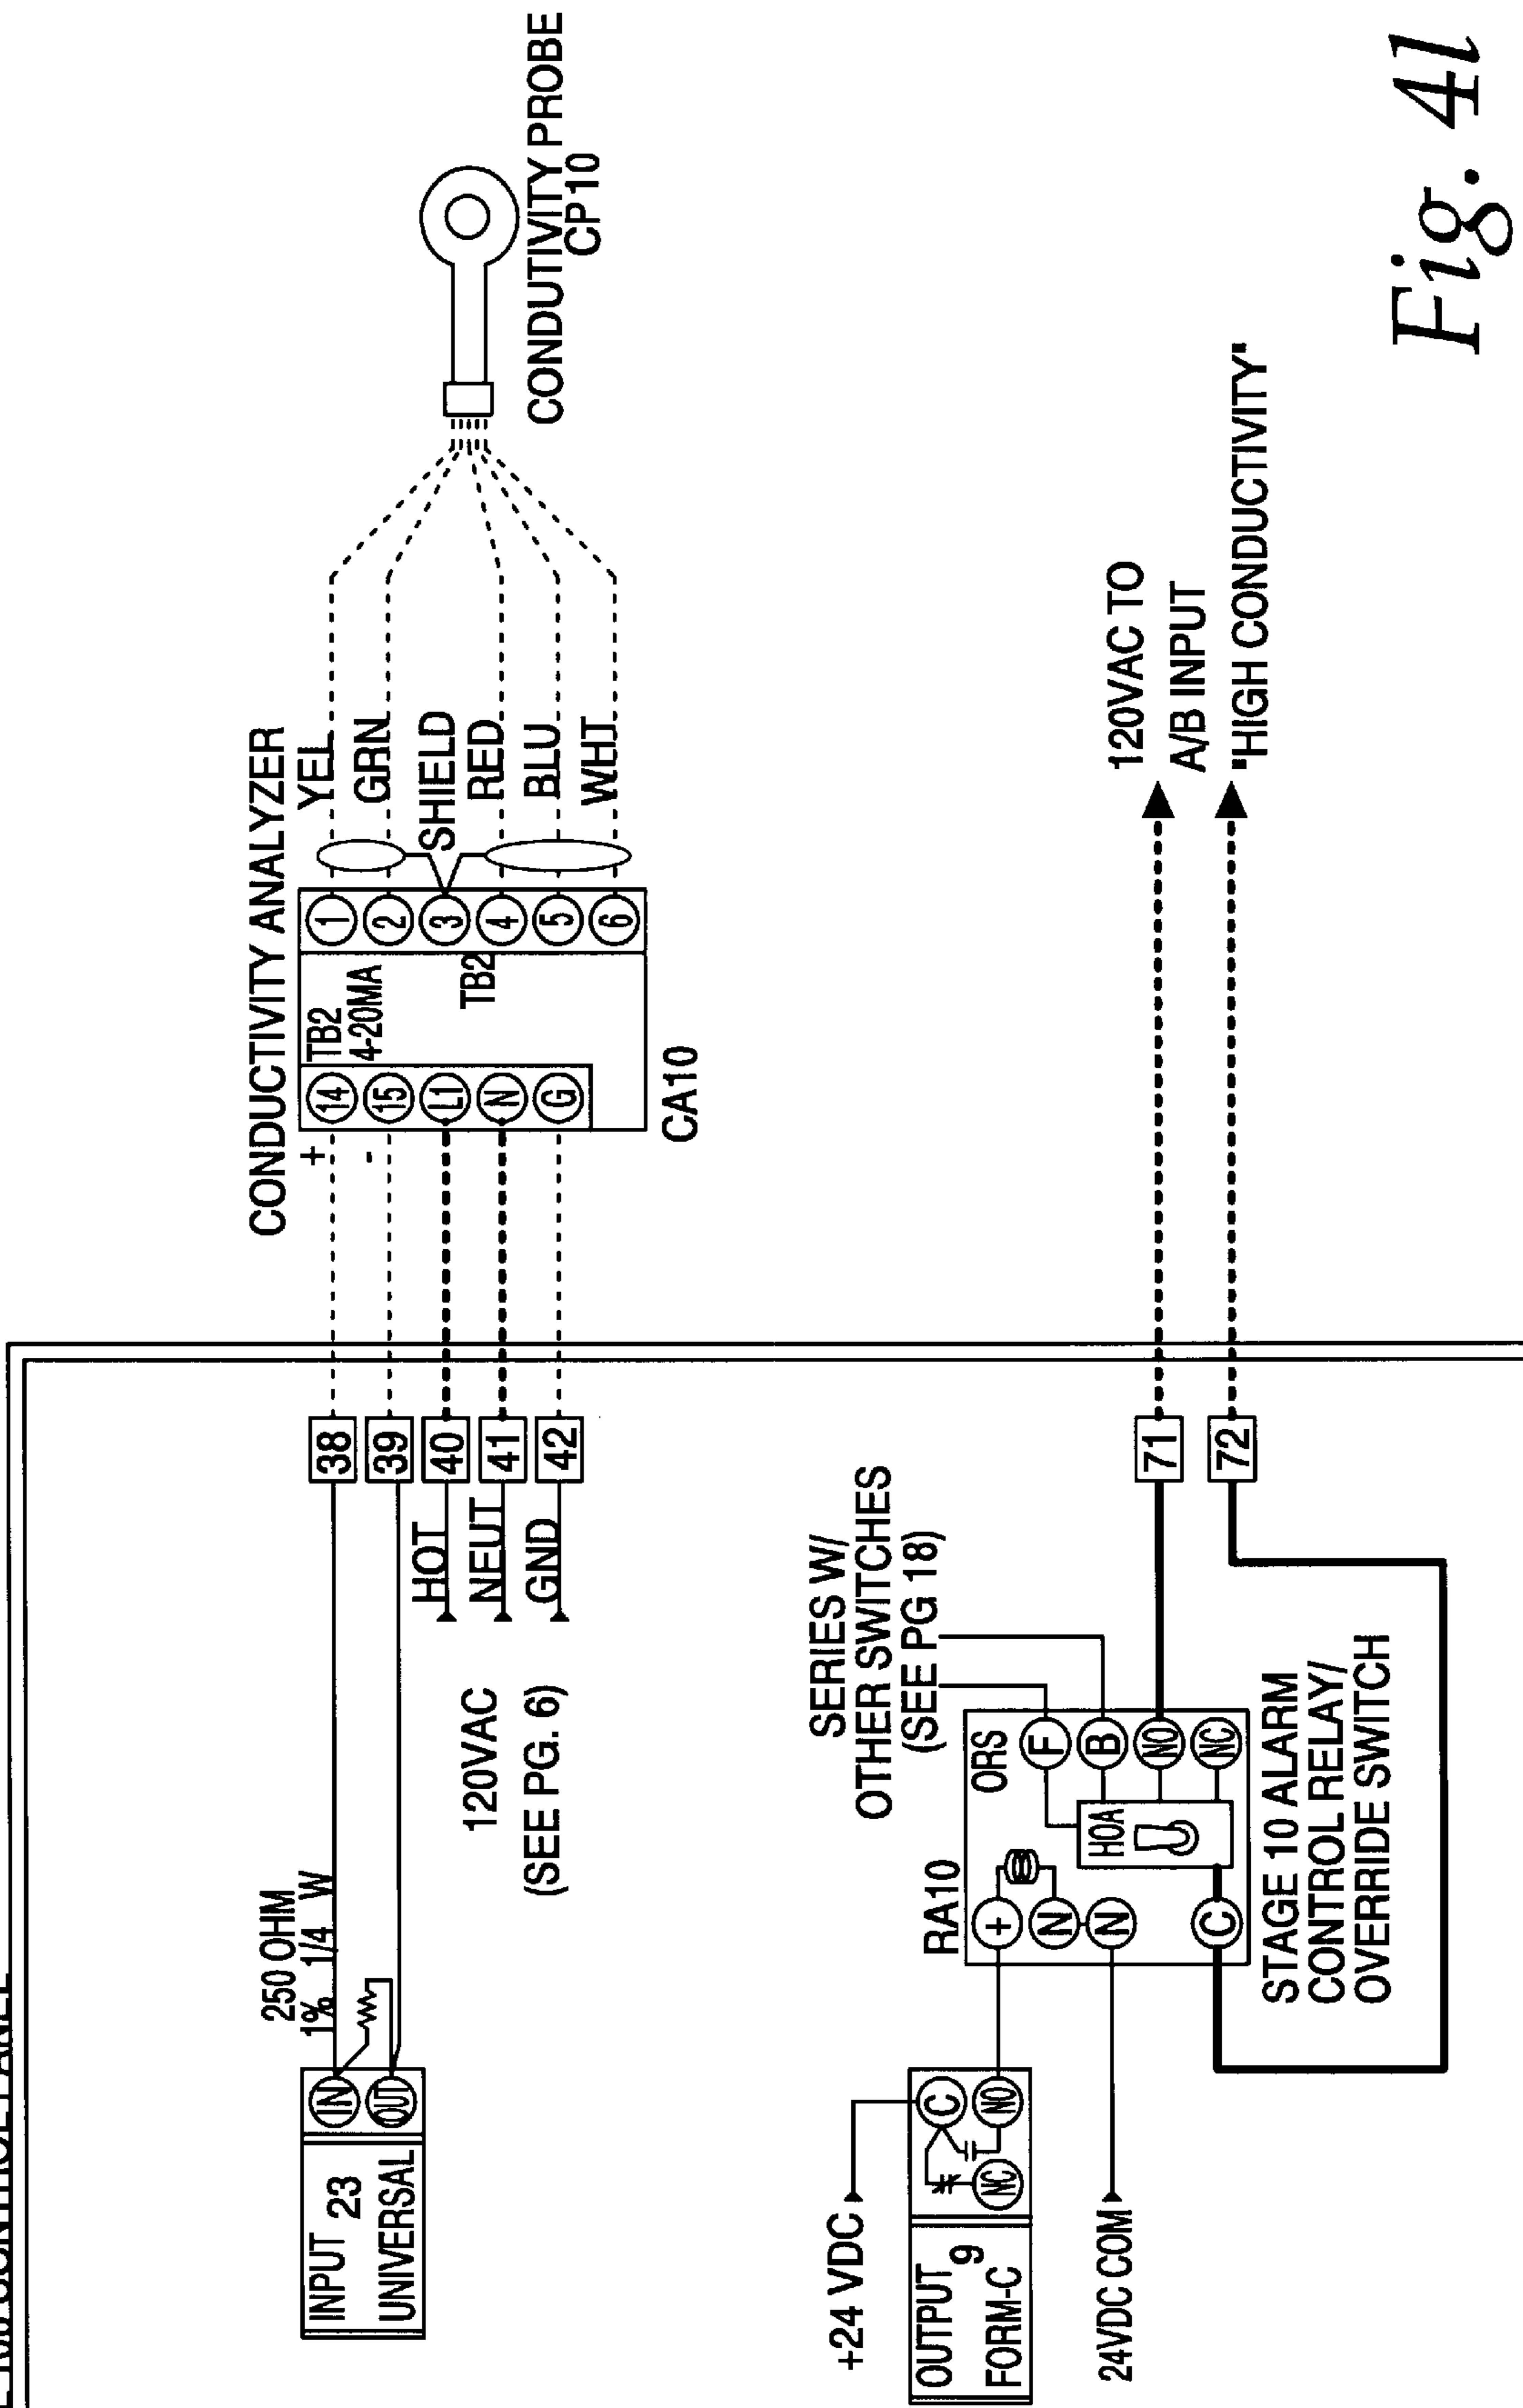 CONTROL PANEL
INPUT
23
UNIVERSAL
IN
OUT
250 OHM
1% 1/4 W
38
39
40
41
42
HOT
NEUT
GND
120VAC
(SEE PG. 6)
CONDUCTIVITY ANALYZER
+
-
14
15
L1
N
G
TB2
4-20MA
TB2
1
2
3
4
5
6
CA10
YEL
GRN
SHIELD
RED
BLU
WHT
CONDUTIVITY PROBE
CP10
+24 VDC
OUTPUT
9
FORM-C
C
NO
NC
24VDC COM
RA10
+
N
N
C
ORS
HOA
F
B
NO
NC
SERIES W/
OTHER SWITCHES
(SEE PG 18)
STAGE 10 ALARM
CONTROL RELAY/
OVERRIDE SWITCH
71
72
120VAC TO
A/B INPUT
"HIGH CONDUCTIVITY"
Fig. 4l